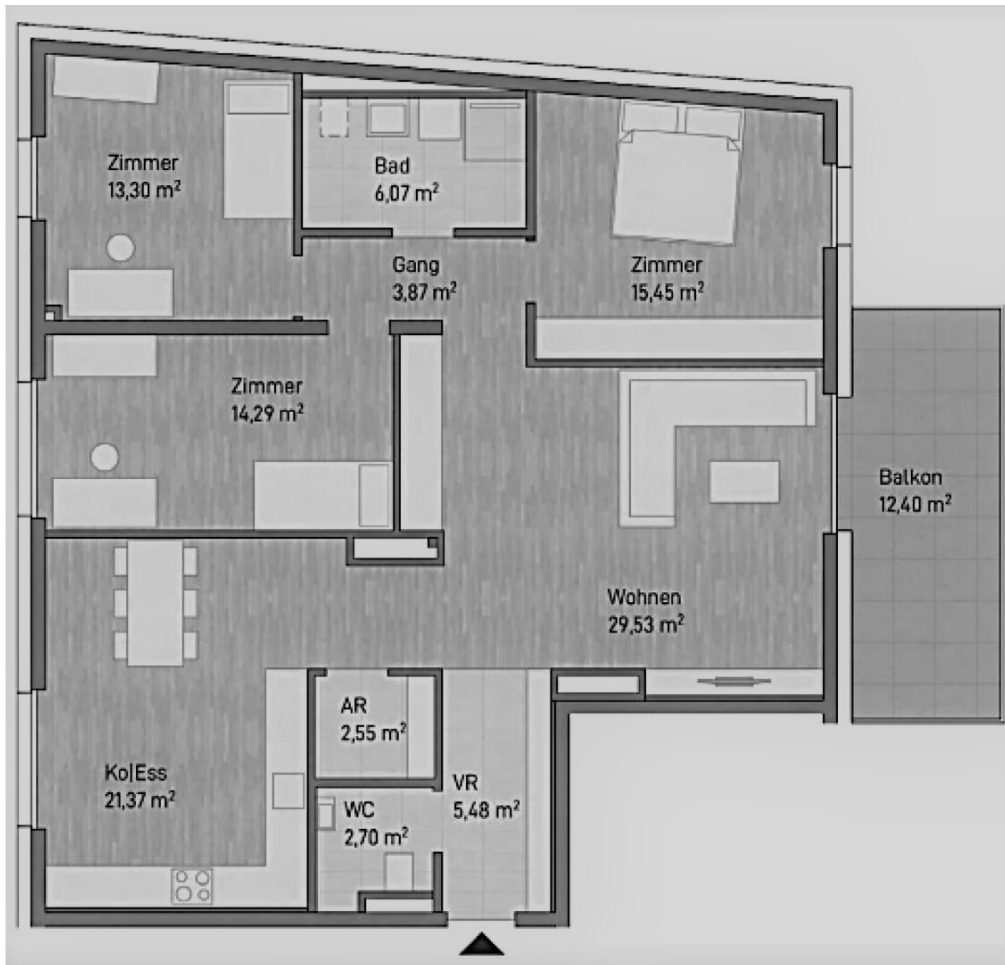 Zimmer
13,30 m²
Bad
6,07 m²
Gang
3,87 m²
Zimmer
15,45 m²
Zimmer
14,29 m²
Balkon
12,40 m²
Wohnen
29,53 m²
AR
2,55 m²
Ko|Ess
21,37 m²
VR
5,48 m²
WC
2,70 m²